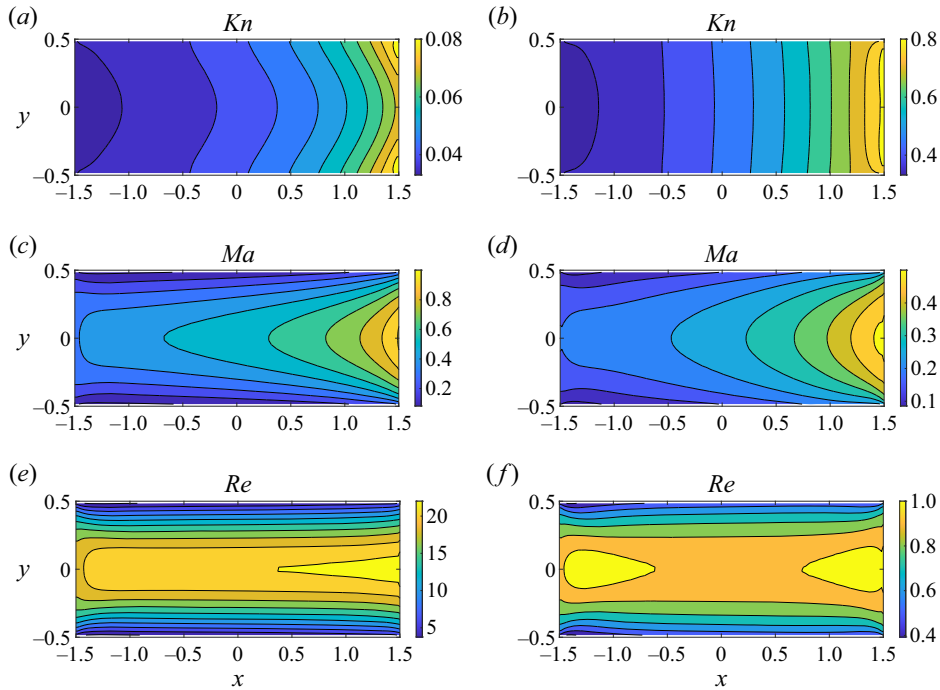 (a) Kn (b) Kn
0.5 0.08 0.5 0.8
y 0 0.06 0 0.6
0.04 0.4
–0.5 –0.5
–1.5 –1.0 –0.5 0 0.5 1.0 1.5 –1.5 –1.0 –0.5 0 0.5 1.0 1.5
(c) Ma (d) Ma
0.5 0.5
0.8 0.4
y 0 0.6 0 0.3
0.4 0.2
0.2 0.1
–0.5 –0.5
–1.5 –1.0 –0.5 0 0.5 1.0 1.5 –1.5 –1.0 –0.5 0 0.5 1.0 1.5
(e) Re (f) Re
0.5 0.5 1.0
20
0.8
y 0 15 0
10 0.6
5
–0.5 –0.5 0.4
–1.5 –1.0 –0.5 0 0.5 1.0 1.5 –1.5 –1.0 –0.5 0 0.5 1.0 1.5
x x